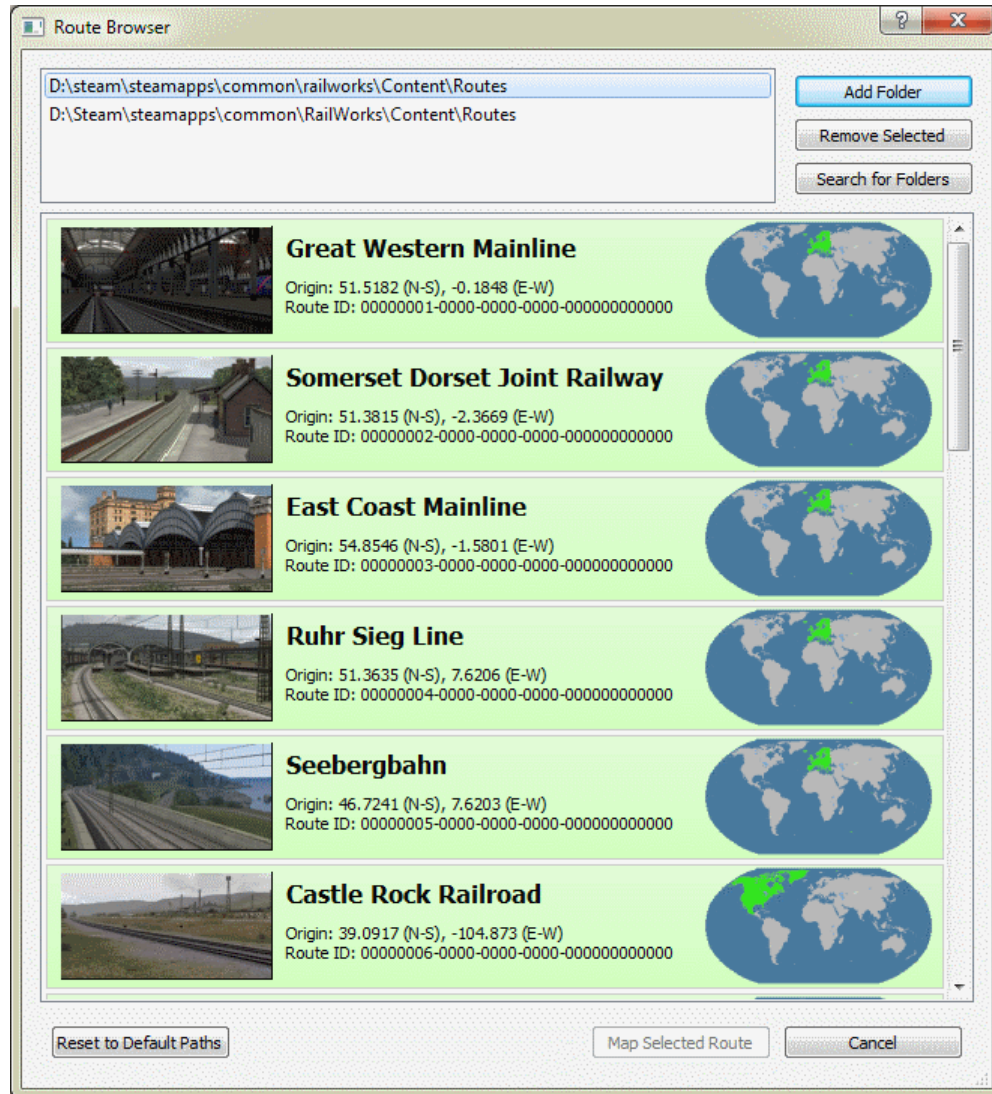 Route Browser
D:\steam\steamapps\common\railworks\Content\Routes
D:\Steam\steamapps\common\RailWorks\Content\Routes
Add Folder
Remove Selected
Search for Folders
Great Western Mainline
Origin: 51.5182 (N-S), -0.1848 (E-W)
Route ID: 00000001-0000-0000-0000-000000000000
Somerset Dorset Joint Railway
Origin: 51.3815 (N-S), -2.3669 (E-W)
Route ID: 00000002-0000-0000-0000-000000000000
East Coast Mainline
Origin: 54.8546 (N-S), -1.5801 (E-W)
Route ID: 00000003-0000-0000-0000-000000000000
Ruhr Sieg Line
Origin: 51.3635 (N-S), 7.6206 (E-W)
Route ID: 00000004-0000-0000-0000-000000000000
Seebergbahn
Origin: 46.7241 (N-S), 7.6203 (E-W)
Route ID: 00000005-0000-0000-0000-000000000000
Castle Rock Railroad
Origin: 39.0917 (N-S), -104.873 (E-W)
Route ID: 00000006-0000-0000-0000-000000000000
Reset to Default Paths
Map Selected Route
Cancel